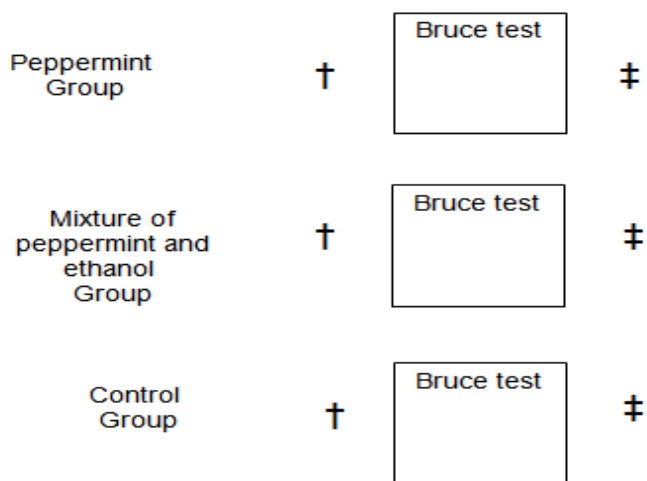 Peppermint
Group
†
Bruce test
‡
Mixture of
peppermint and
ethanol
Group
†
Bruce test
‡
Control
Group
†
Bruce test
‡